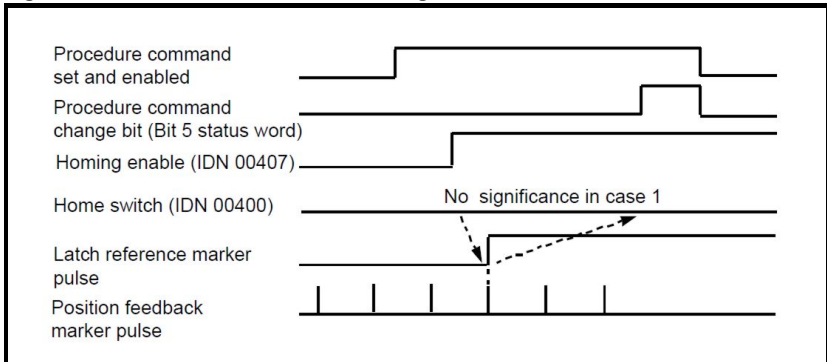 Procedure command
set and enabled
Procedure command
change bit (Bit 5 status word)
Homing enable (IDN 00407)
Home switch (IDN 00400)
No significance in case 1
Latch reference marker
pulse
Position feedback
marker pulse